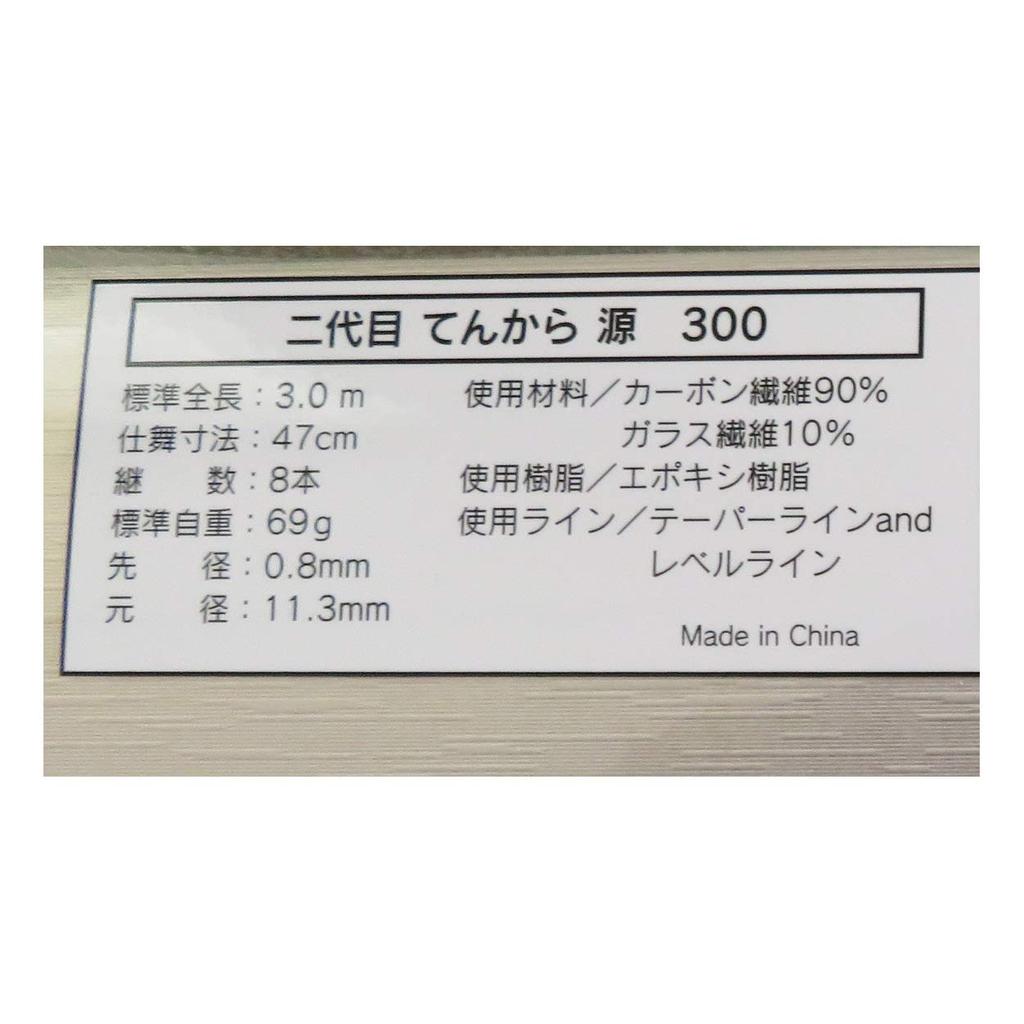 二代目 てんから 源　300
標準全長：3.0 m
仕舞寸法：47cm
継　　数：8本
標準自重：69g
先　　径：0.8mm
元　　径：11.3mm
使用材料／カーボン繊維90%
ガラス繊維10%
使用樹脂／エポキシ樹脂
使用ライン／テーパーラインand
レベルライン
Made in China